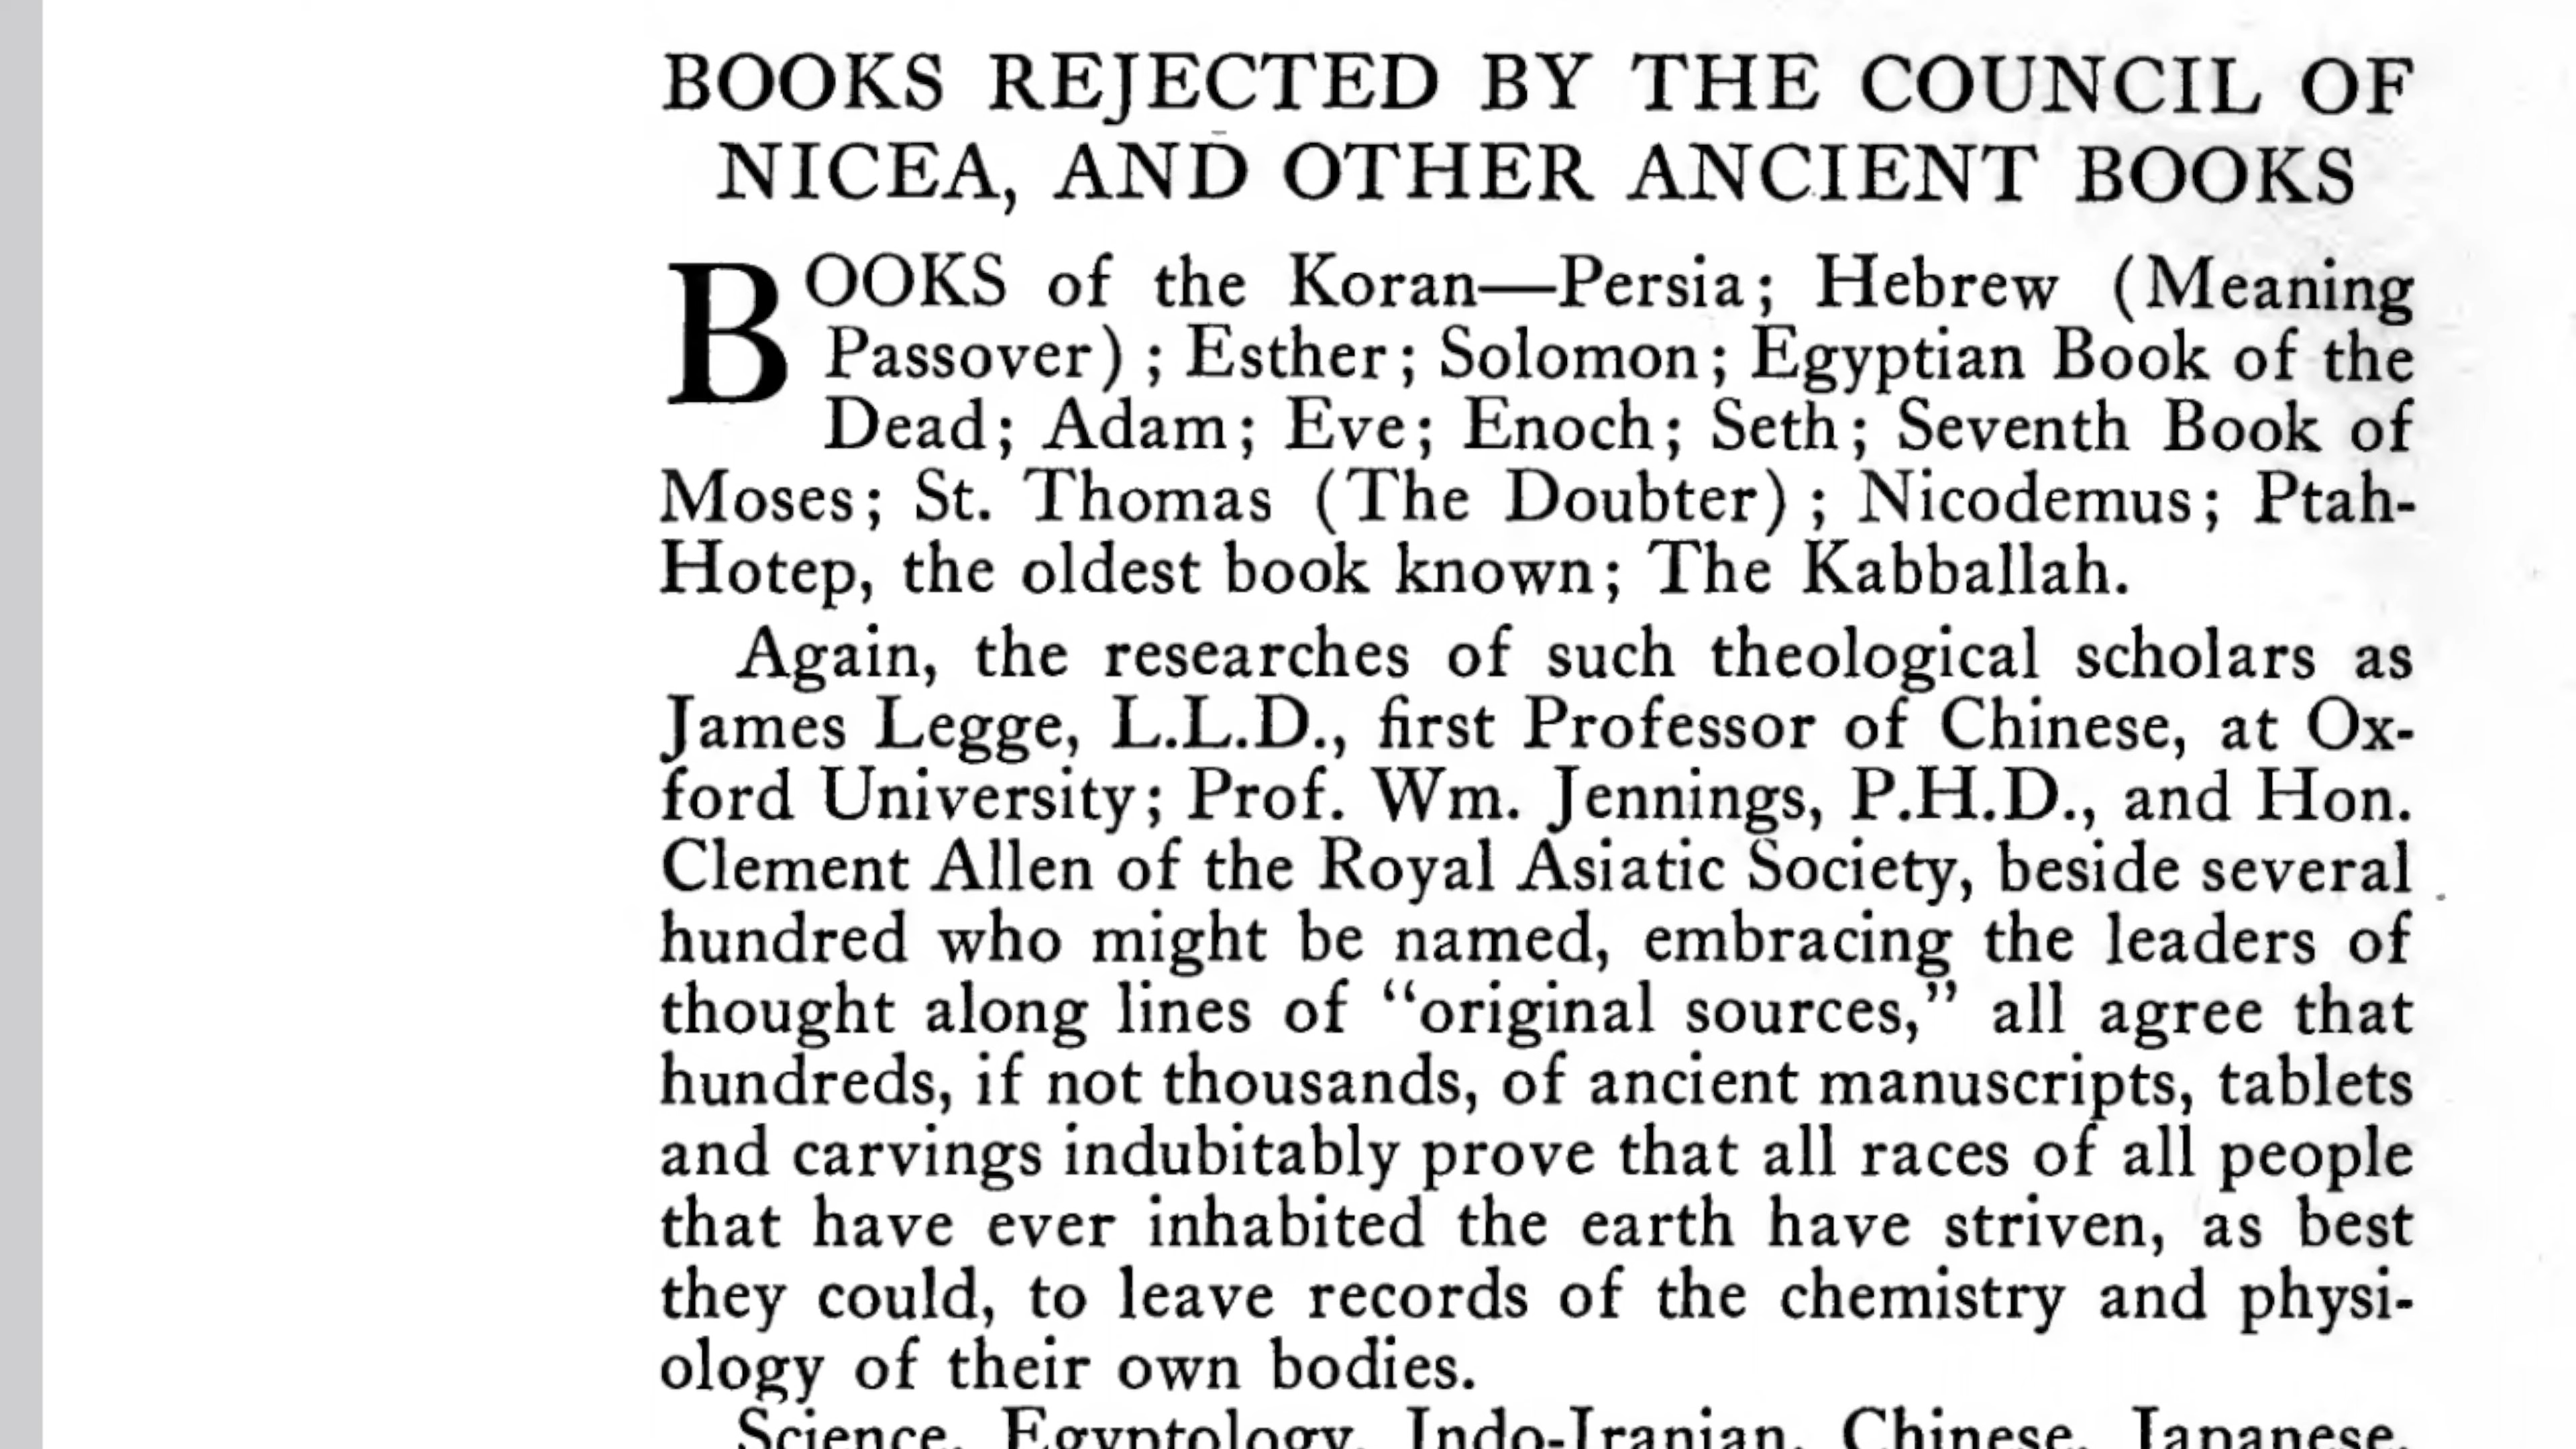 BOOKS REJECTED BY THE COUNCIL OF
NICEA, AND OTHER ANCIENT BOOKS
BOOKS of the Koran—Persia; Hebrew (Meaning
Passover) ; Esther; Solomon; Egyptian Book of the
Dead; Adam; Eve; Enoch; Seth; Seventh Book of
Moses; St. Thomas (The Doubter) ; Nicodemus; Ptah-
Hotep, the oldest book known; The Kabballah.
Again, the researches of such theological scholars as
James Legge, L.L.D., first Professor of Chinese, at Ox-
ford University; Prof. Wm. Jennings, P.H.D., and Hon.
Clement Allen of the Royal Asiatic Society, beside several
hundred who might be named, embracing the leaders of
thought along lines of “original sources,” all agree that
hundreds, if not thousands, of ancient manuscripts, tablets
and carvings indubitably prove that all races of all people
that have ever inhabited the earth have striven, as best
they could, to leave records of the chemistry and physi-
ology of their own bodies.
Science, Egyptology, Indo-Iranian, Chinese, Japanese,